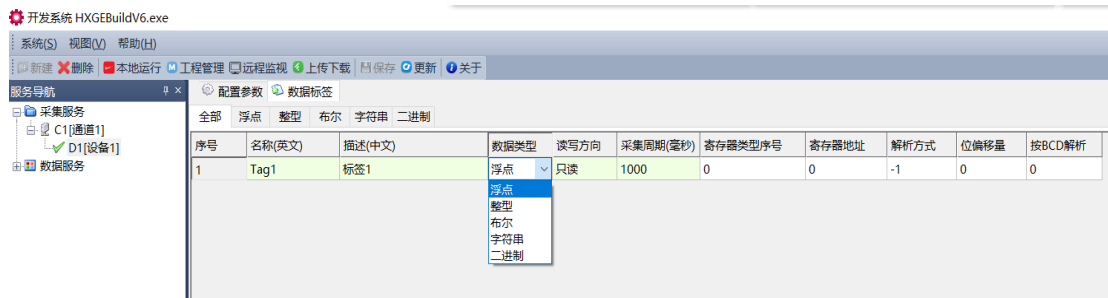 开发系统 HXGEBuildV6.exe
系统(S) 视图(V) 帮助(H)
新建 删除 本地运行 工程管理 远程监视 上传下载 保存 更新 关于
服务导航 配置参数 数据标签
采集服务 全部 浮点 整型 布尔 字符串 二进制
C1[通道1]
D1[设备1] 序号 名称(英文) 描述(中文) 数据类型 读写方向 采集周期(毫秒) 寄存器类型序号 寄存器地址 解析方式 位偏移量 按BCD解析
数据服务 1 Tag1 标签1 浮点 只读 1000 0 0 -1 0 0
浮点
整型
布尔
字符串
二进制